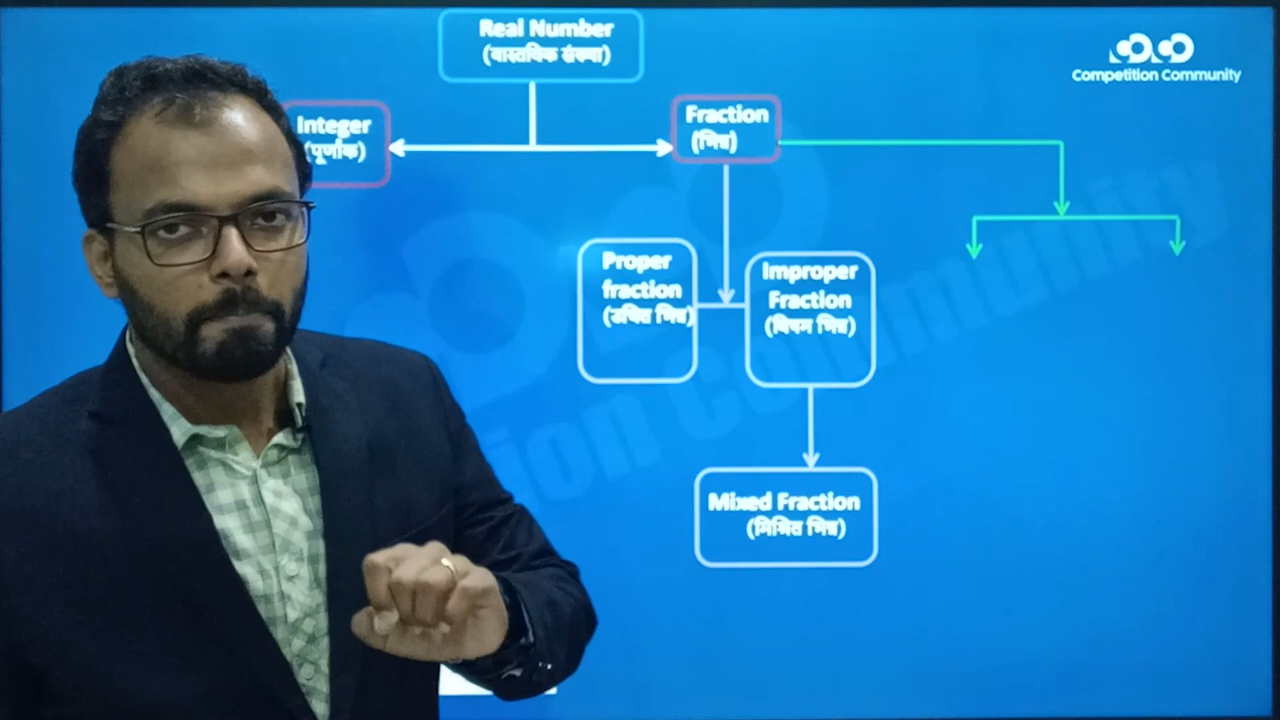 Real Number
(वास्तविक संख्या)
Competition Community
Integer
(पूर्णांक)
Fraction
(भिन्न)
Proper
fraction
(उचित भिन्न)
Improper
Fraction
(विषम भिन्न)
Mixed Fraction
(मिश्रित भिन्न)